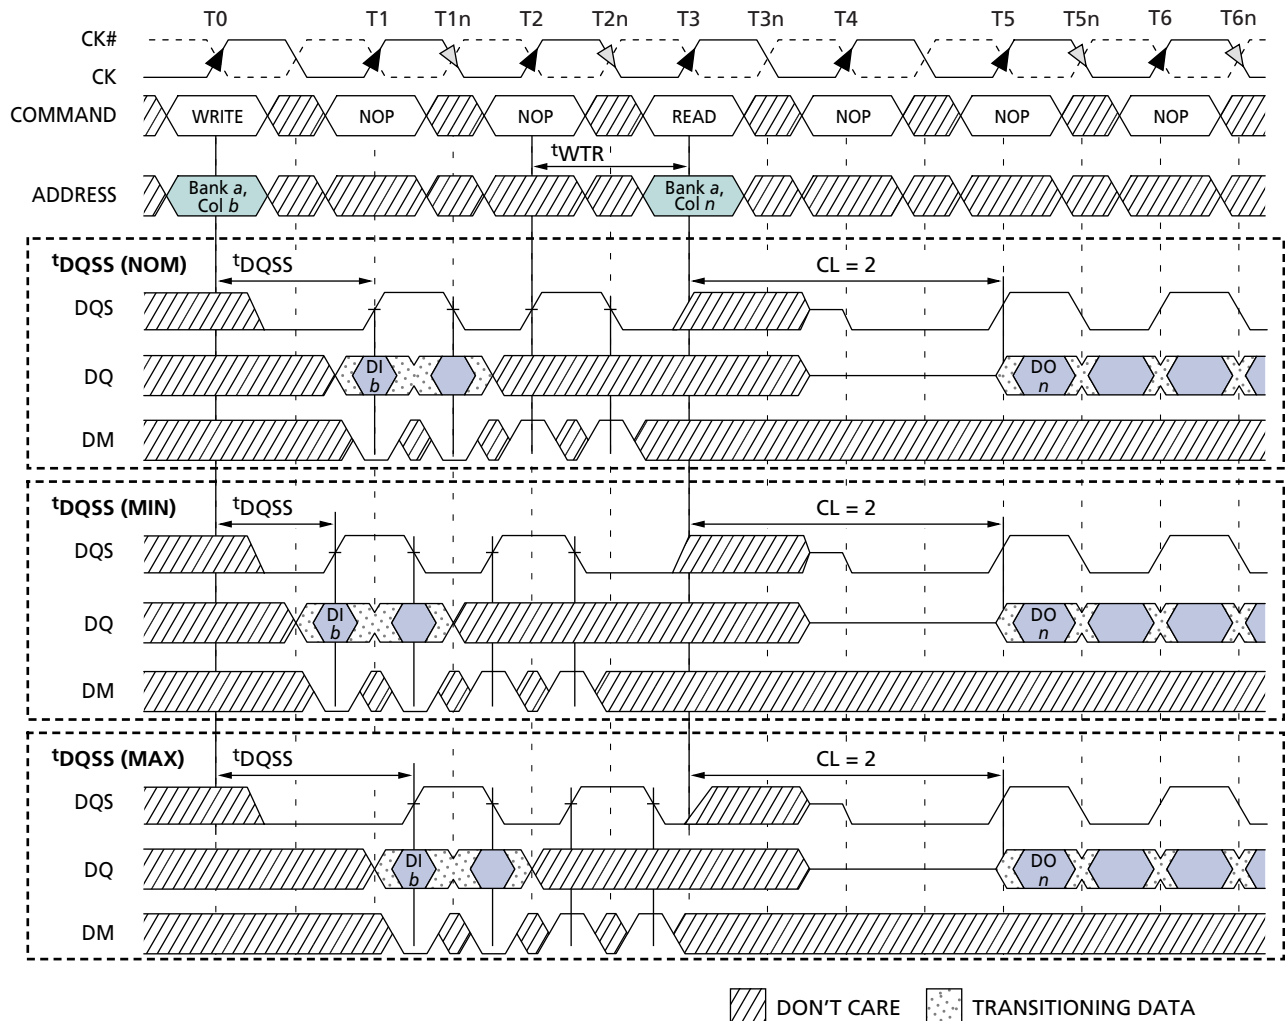 T0 T1 T1n T2 T2n T3 T3n T4 T5 T5n T6 T6n
CK#
CK
COMMAND WRITE NOP NOP READ NOP NOP NOP
tWTR
ADDRESS Bank a, Col b Bank a, Col n
tDQSS (NOM) tDQSS CL = 2
DQS
DQ DI b DO n
DM
tDQSS (MIN) tDQSS CL = 2
DQS
DQ DI b DO n
DM
tDQSS (MAX) tDQSS CL = 2
DQS
DQ DI b DO n
DM
DON'T CARE TRANSITIONING DATA